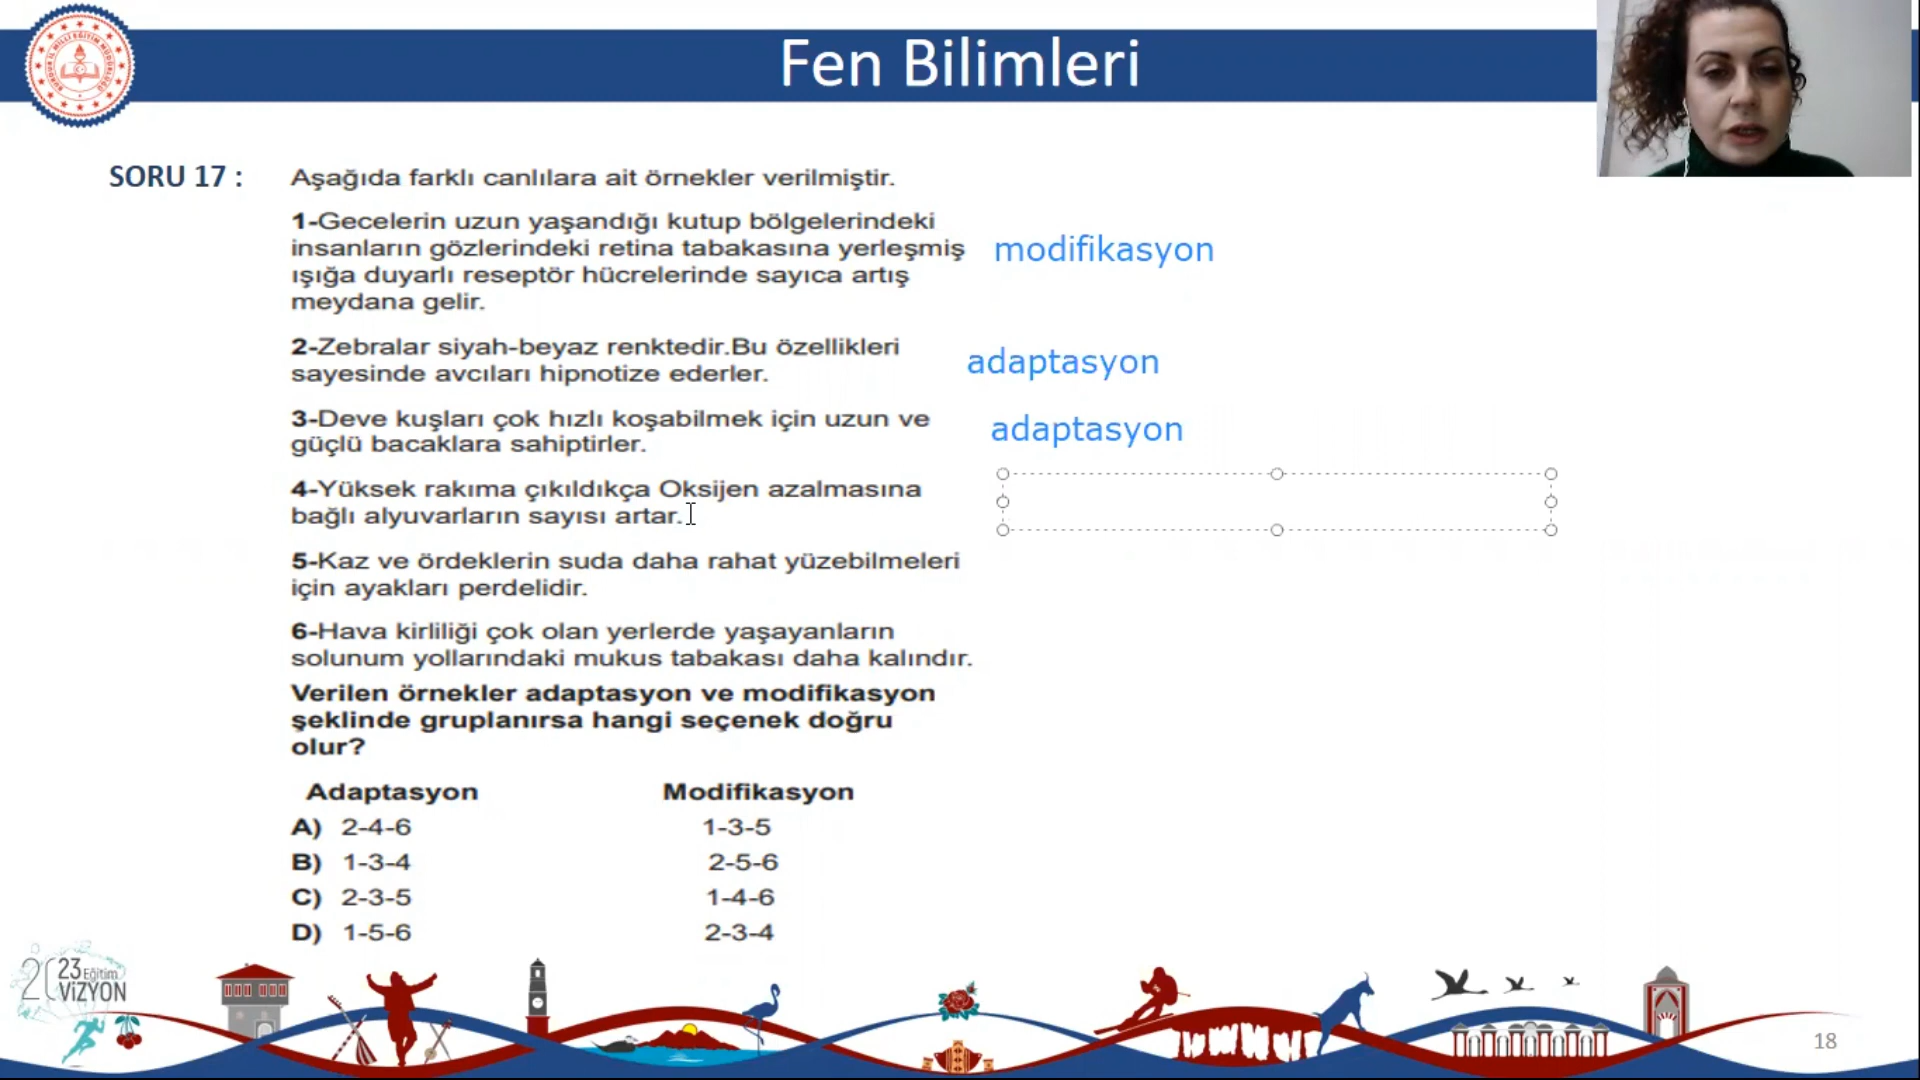 Fen Bilimleri
SORU 17 :
Aşağıda farklı canlılara ait örnekler verilmiştir.
1-Gecelerin uzun yaşandığı kutup bölgelerindeki
insanların gözlerindeki retina tabakasına yerleşmiş
ışığa duyarlı reseptör hücrelerinde sayıca artış
meydana gelir.
modifikasyon
2-Zebralar siyah-beyaz renktedir.Bu özellikleri
sayesinde avcıları hipnotize ederler.
adaptasyon
3-Deve kuşları çok hızlı koşabilmek için uzun ve
güçlü bacaklara sahiptirler.
adaptasyon
4-Yüksek rakıma çıkıldıkça Oksijen azalmasına
bağlı alyuvarların sayısı artar.
5-Kaz ve ördeklerin suda daha rahat yüzebilmeleri
için ayakları perdelidir.
6-Hava kirliliği çok olan yerlerde yaşayanların
solunum yollarındaki mukus tabakası daha kalındır.
Verilen örnekler adaptasyon ve modifikasyon
şeklinde gruplanırsa hangi seçenek doğru
olur?
Adaptasyon Modifikasyon
A) 2-4-6 1-3-5
B) 1-3-4 2-5-6
C) 2-3-5 1-4-6
D) 1-5-6 2-3-4
2023 Eğitim
VİZYON
18